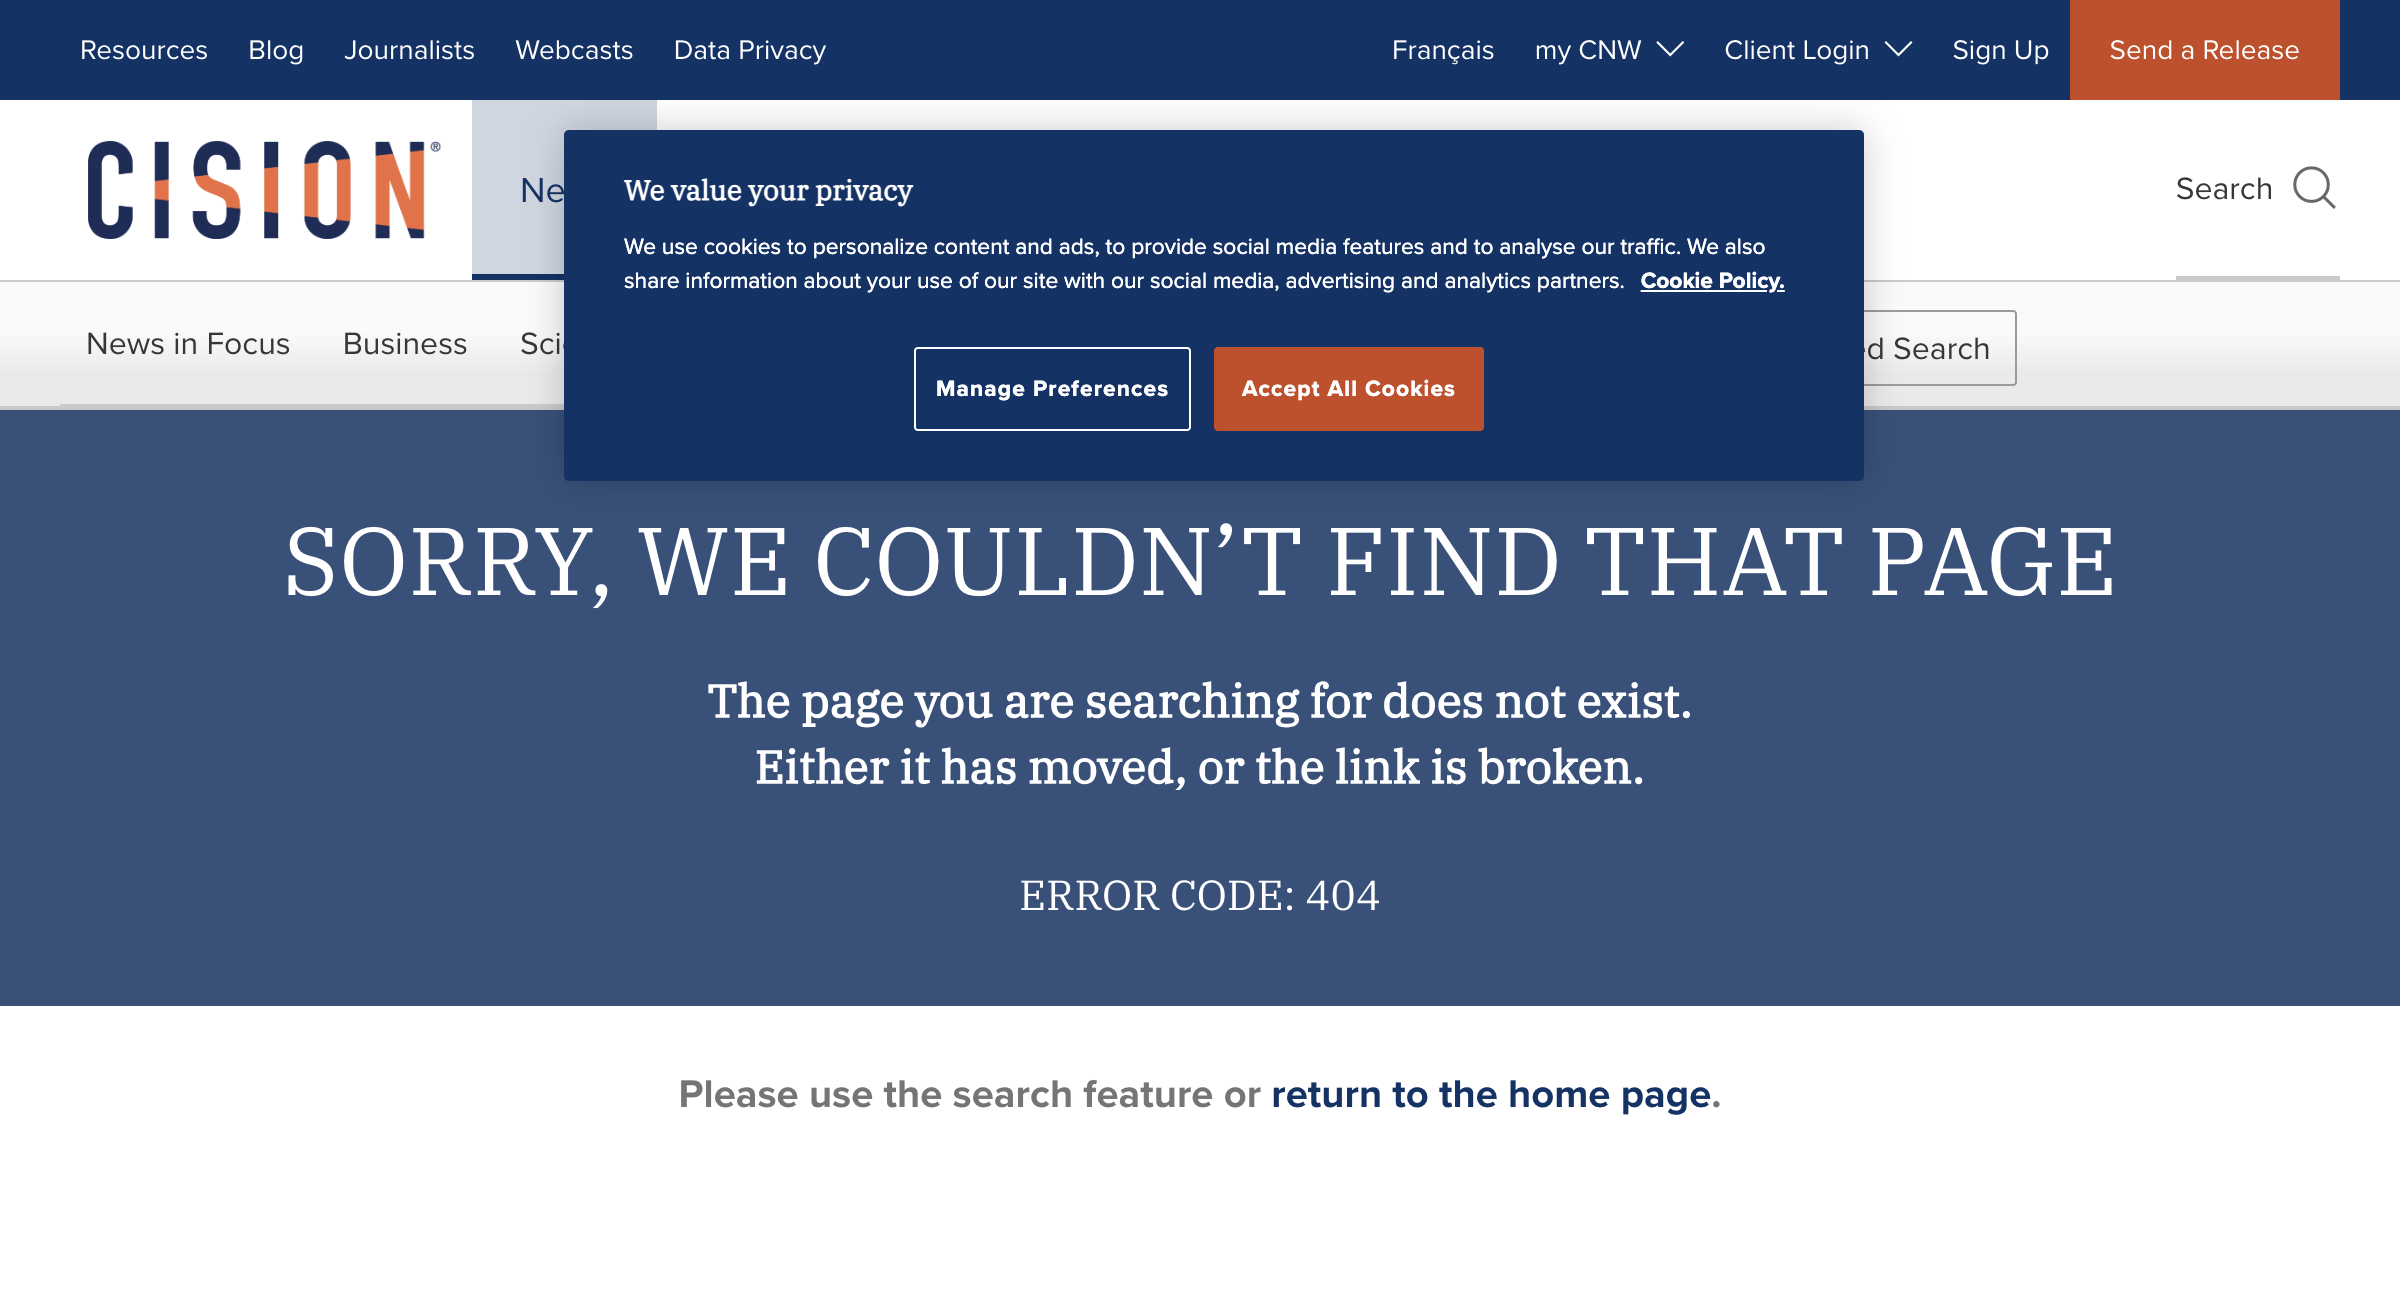 Resources Blog Journalists Webcasts Data Privacy Français my CNW Client Login Sign Up Send a Release
CISION®
Search
We value your privacy
We use cookies to personalize content and ads, to provide social media features and to analyse our traffic. We also
share information about your use of our site with our social media, advertising and analytics partners. Cookie Policy.
Manage Preferences Accept All Cookies
News in Focus Business Search
SORRY, WE COULDN’T FIND THAT PAGE
The page you are searching for does not exist.
Either it has moved, or the link is broken.
ERROR CODE: 404
Please use the search feature or return to the home page.